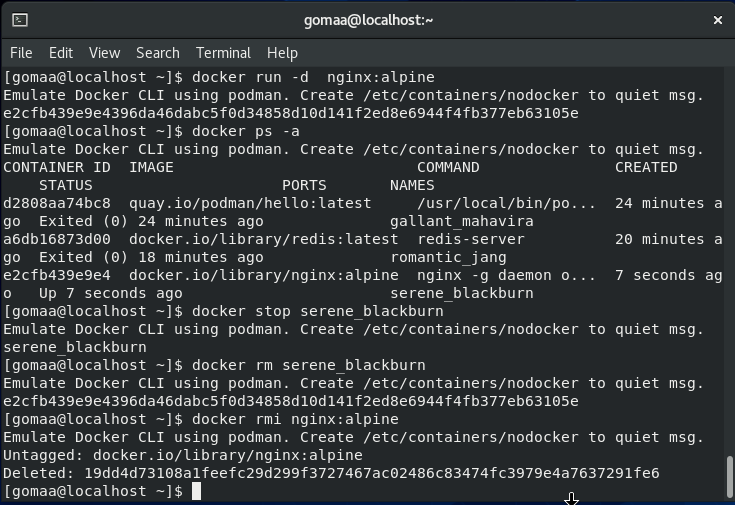 gomaa@localhost:~
File Edit View Search Terminal Help
[gomaa@localhost ~]$ docker run -d  nginx:alpine
Emulate Docker CLI using podman. Create /etc/containers/nodocker to quiet msg.
e2cfb439e9e4396da46dabc5f0d34858d10d141f2ed8e6944f4fb377eb63105e
[gomaa@localhost ~]$ docker ps -a
Emulate Docker CLI using podman. Create /etc/containers/nodocker to quiet msg.
CONTAINER ID  IMAGE                           COMMAND               CREATED
    STATUS                     PORTS       NAMES
d2808aa74bc8  quay.io/podman/hello:latest     /usr/local/bin/po...  24 minutes a
go  Exited (0) 24 minutes ago              gallant_mahavira
a6db16873d00  docker.io/library/redis:latest  redis-server          20 minutes a
go  Exited (0) 18 minutes ago              romantic_jang
e2cfb439e9e4  docker.io/library/nginx:alpine  nginx -g daemon o...  7 seconds ag
o   Up 7 seconds ago                       serene_blackburn
[gomaa@localhost ~]$ docker stop serene_blackburn
Emulate Docker CLI using podman. Create /etc/containers/nodocker to quiet msg.
serene_blackburn
[gomaa@localhost ~]$ docker rm serene_blackburn
Emulate Docker CLI using podman. Create /etc/containers/nodocker to quiet msg.
e2cfb439e9e4396da46dabc5f0d34858d10d141f2ed8e6944f4fb377eb63105e
[gomaa@localhost ~]$ docker rmi nginx:alpine
Emulate Docker CLI using podman. Create /etc/containers/nodocker to quiet msg.
Untagged: docker.io/library/nginx:alpine
Deleted: 19dd4d73108a1feefc29d299f3727467ac02486c83474fc3979e4a7637291fe6
[gomaa@localhost ~]$